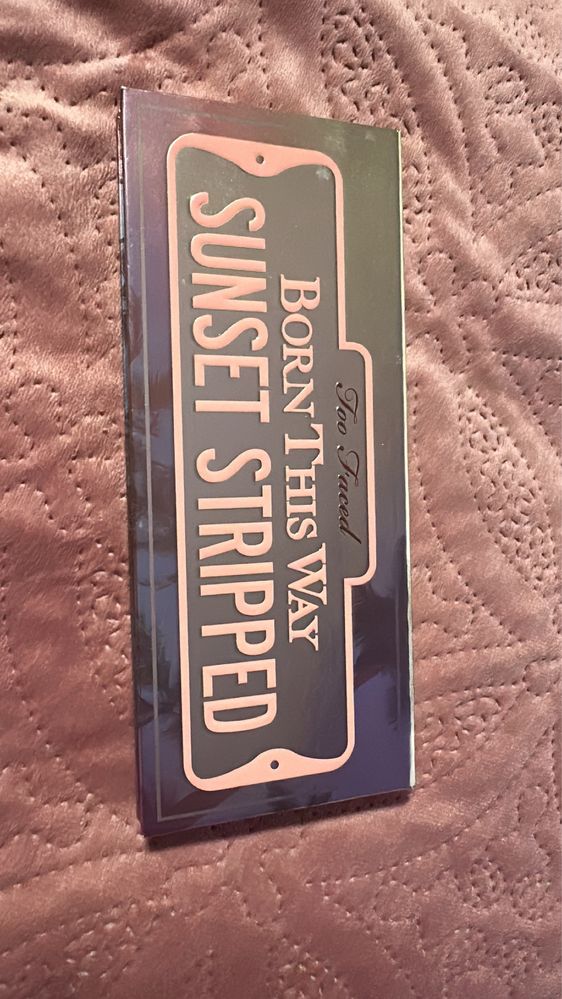 Too Faced
BORN THIS WAY
SUNSET STRIPPED